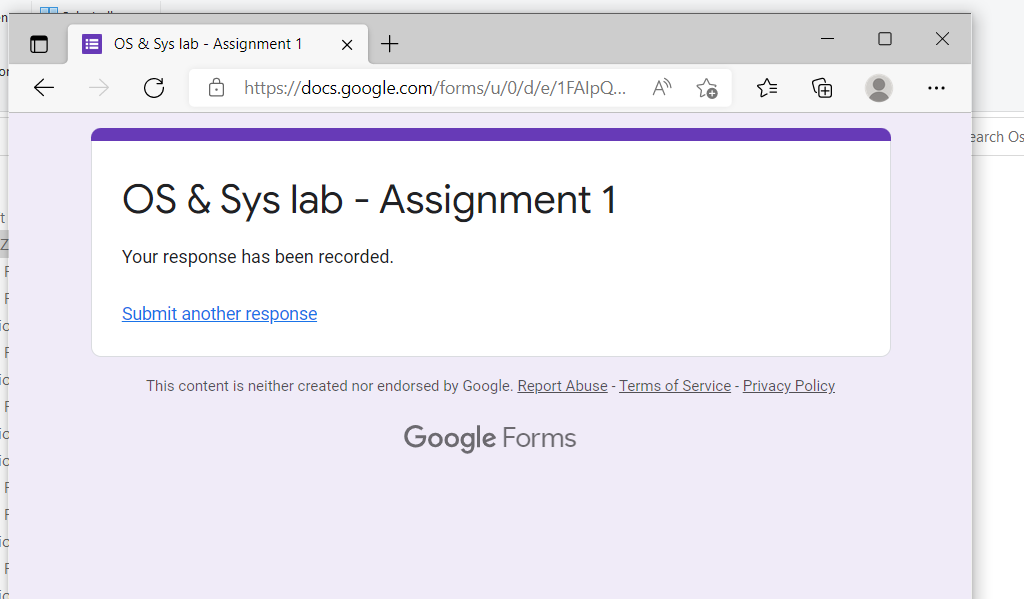 OS & Sys lab - Assignment 1
https://docs.google.com/forms/u/0/d/e/1FAIpQ...
OS & Sys lab - Assignment 1
Your response has been recorded.
Submit another response
This content is neither created nor endorsed by Google. Report Abuse - Terms of Service - Privacy Policy
Google Forms